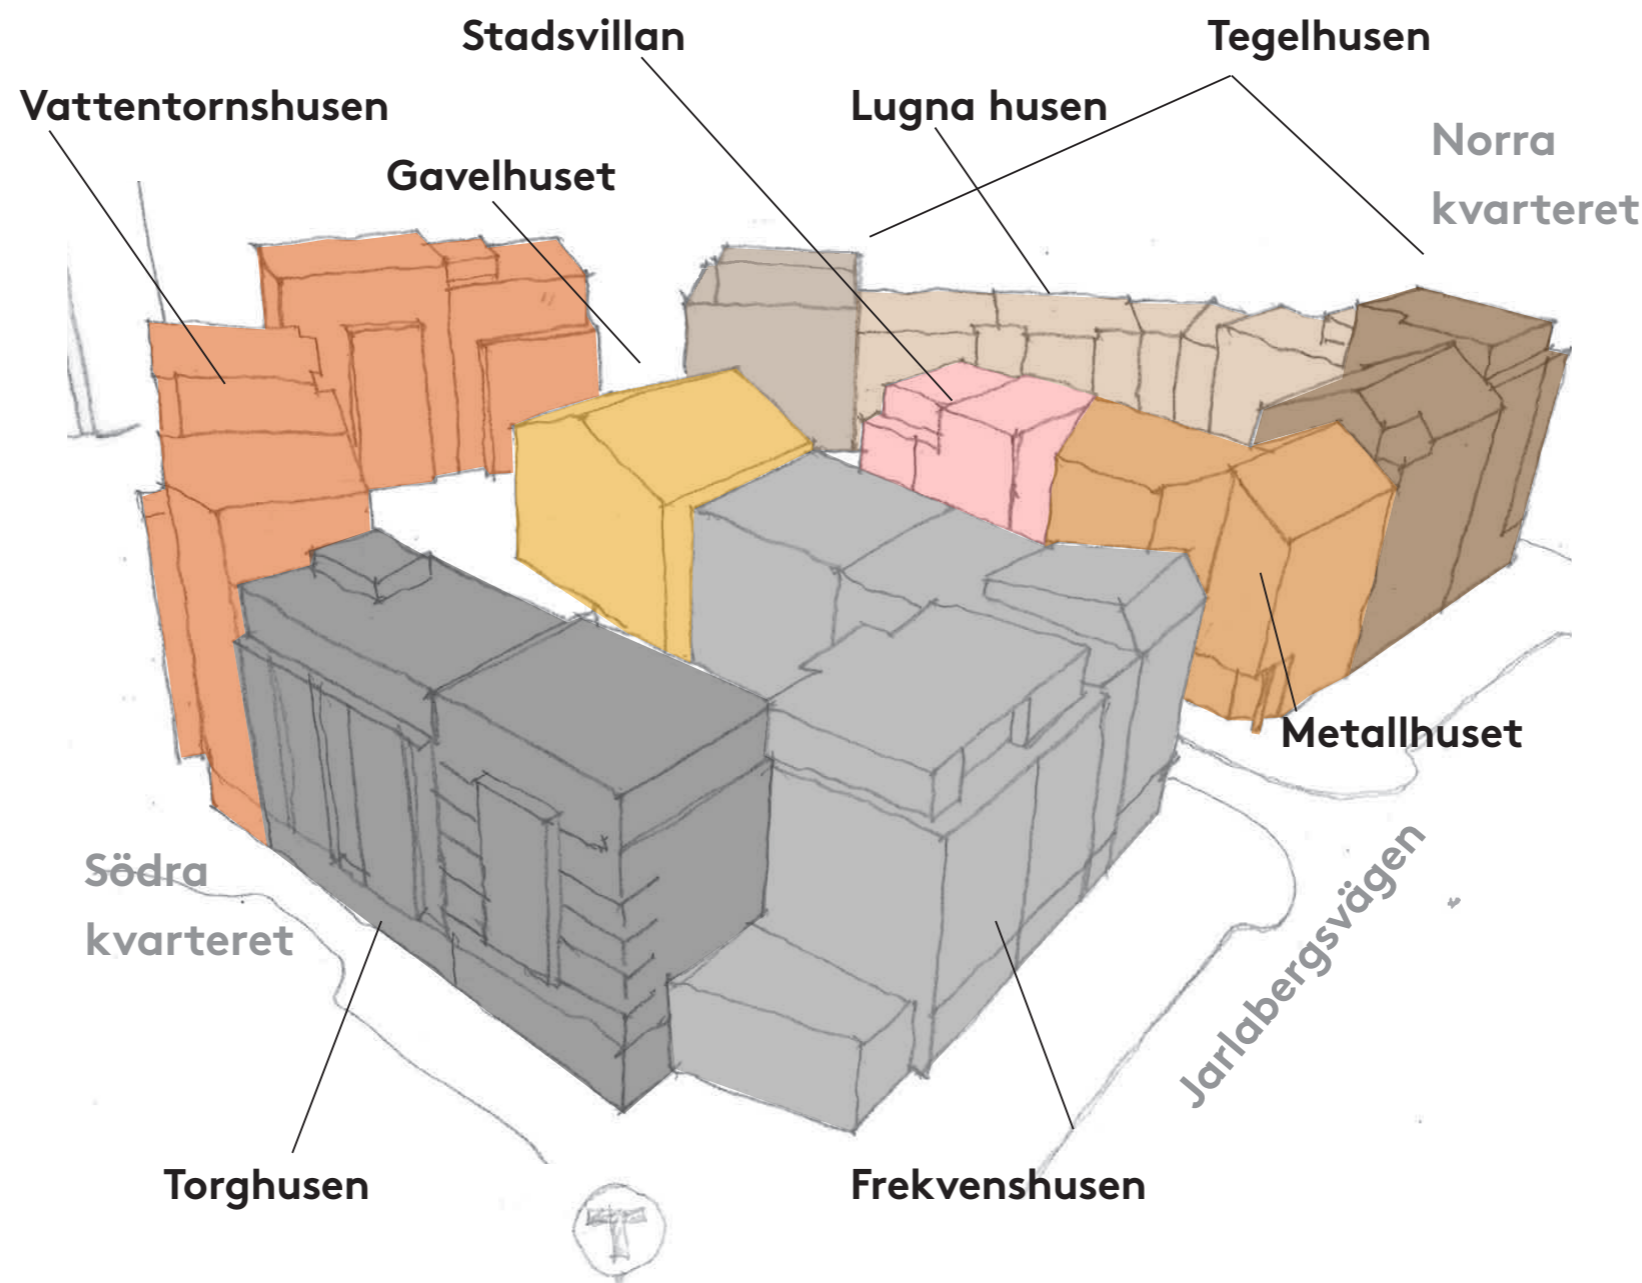 Stadsvillan
Tegelhusen
Vattentornshusen
Lugna husen
Norra
kvarteret
Gavelhuset
Metallhuset
Södra
kvarteret
Jarlabergsvägen
Torghusen
Frekvenshusen
T